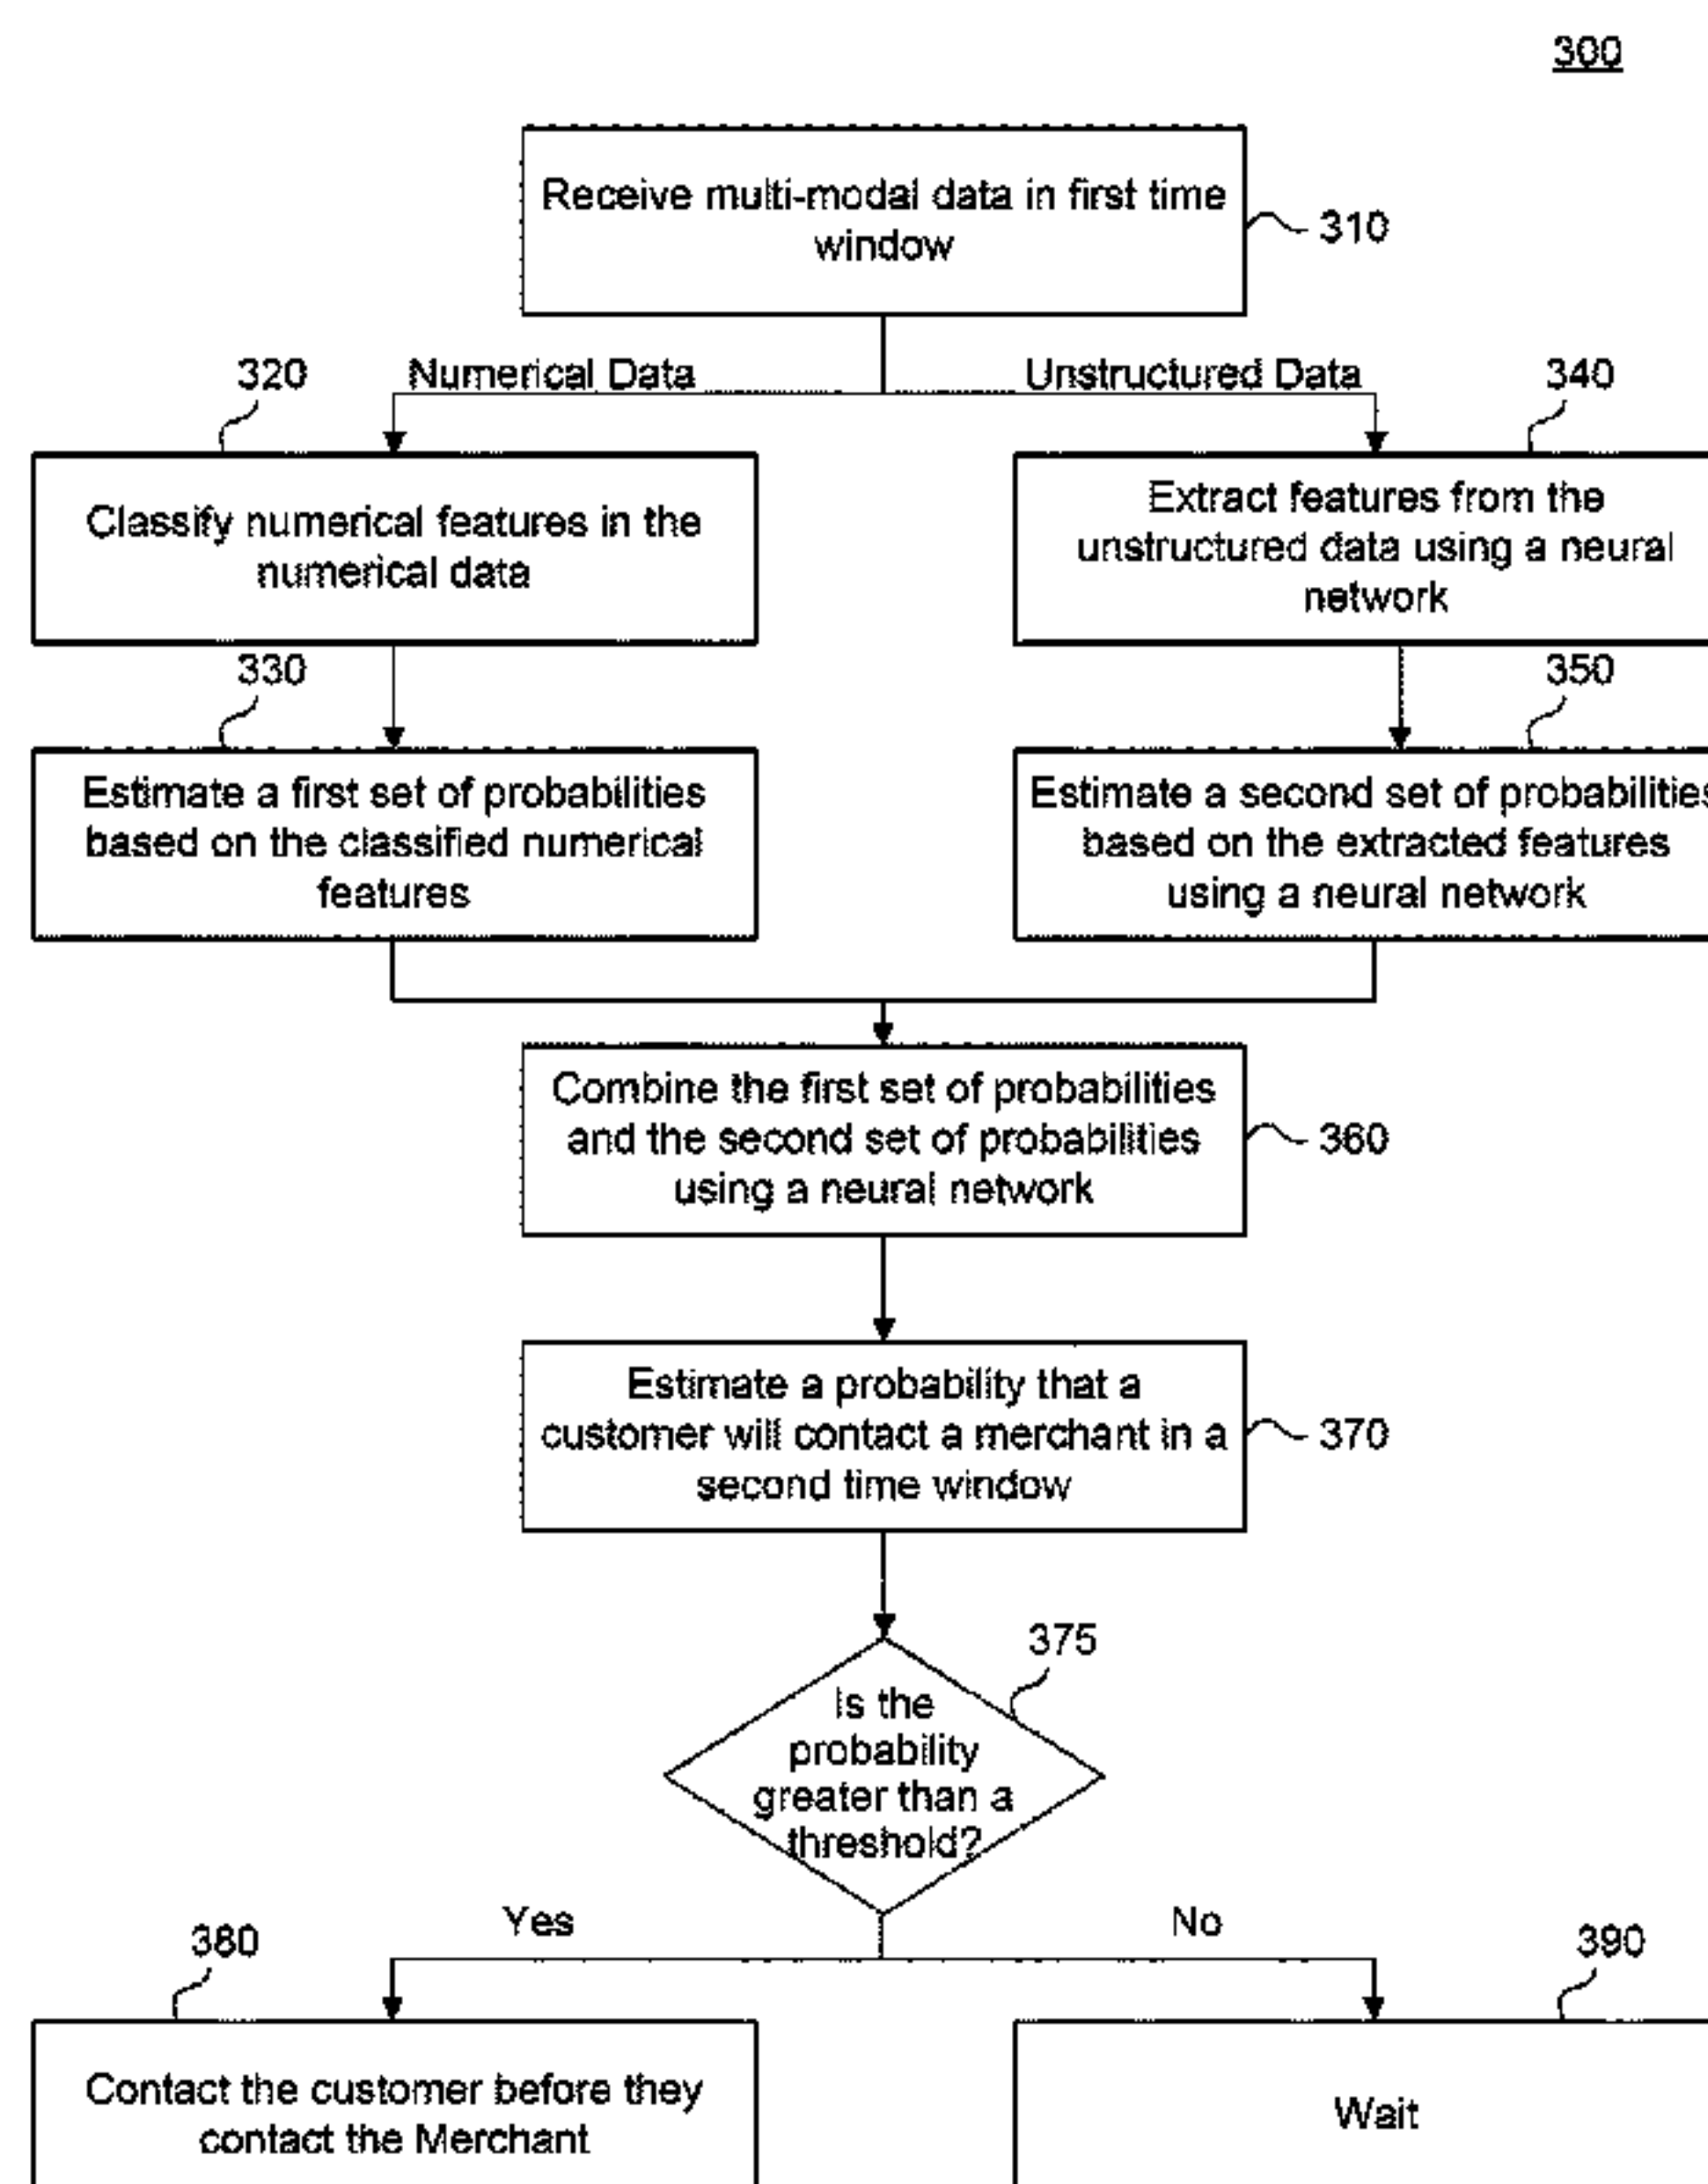 300
Receive multi-modal data in first time
window
310
320
Numerical Data
Unstructured Data
340
Classify numerical features in the
numerical data
Extract features from the
unstructured data using a neural
network
330
350
Estimate a first set of probabilities
based on the classified numerical
features
Estimate a second set of probabilities
based on the extracted features
using a neural network
Combine the first set of probabilities
and the second set of probabilities
using a neural network
360
Estimate a probability that a
customer will contact a merchant in a
second time window
370
375
Is the
probability
greater than a
threshold?
Yes
No
380
390
Contact the customer before they
contact the Merchant
Wait